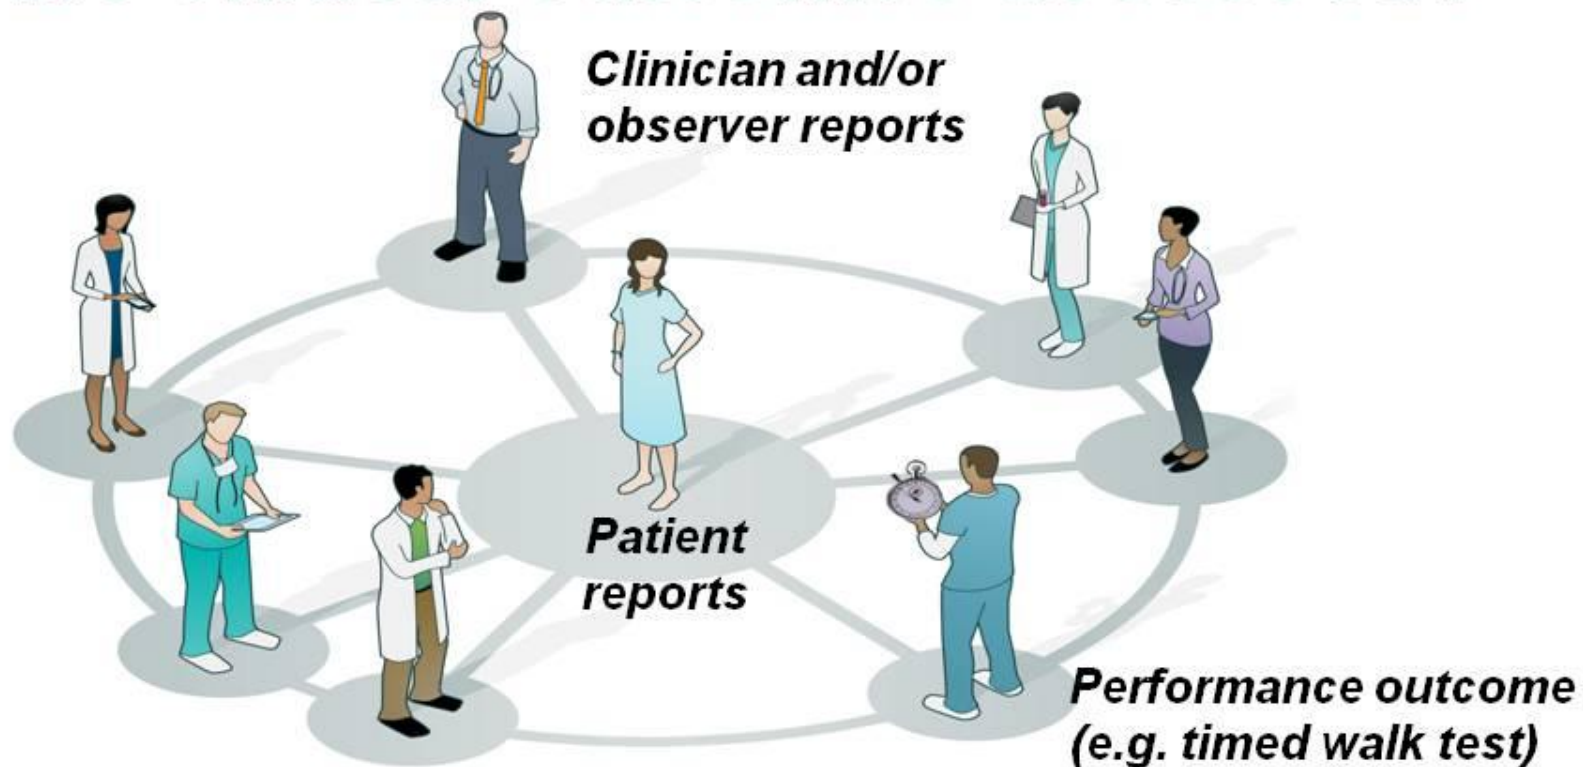 Clinician and/or
observer reports
Patient
reports
Performance outcome
(e.g. timed walk test)